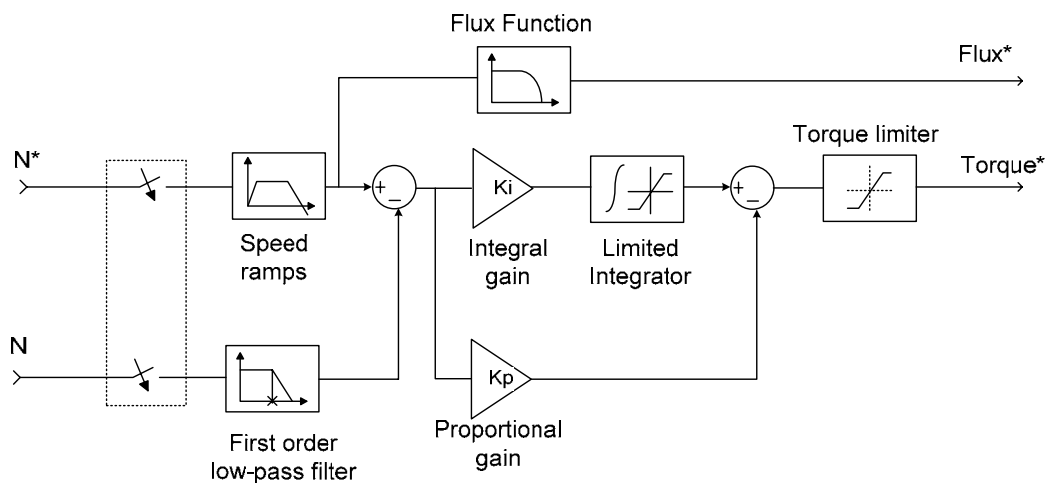 Flux Function
Flux*
N*
Torque limiter
Torque*
+
−
Ki
+
−
Speed
ramps
Integral
gain
Limited
Integrator
N
Kp
First order
low-pass filter
Proportional
gain